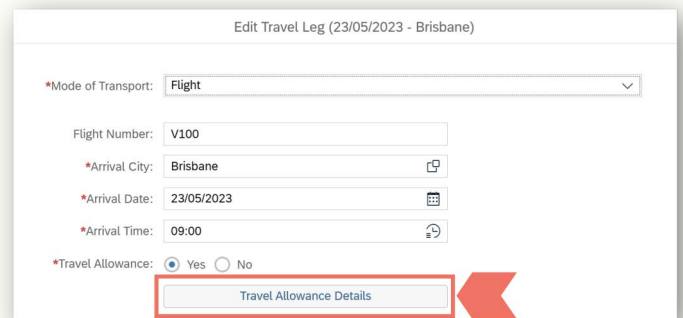 Edit Travel Leg (23/05/2023 - Brisbane)
*Mode of Transport: Flight
Flight Number: V100
*Arrival City: Brisbane
*Arrival Date: 23/05/2023
*Arrival Time: 09:00
*Travel Allowance: Yes No
Travel Allowance Details